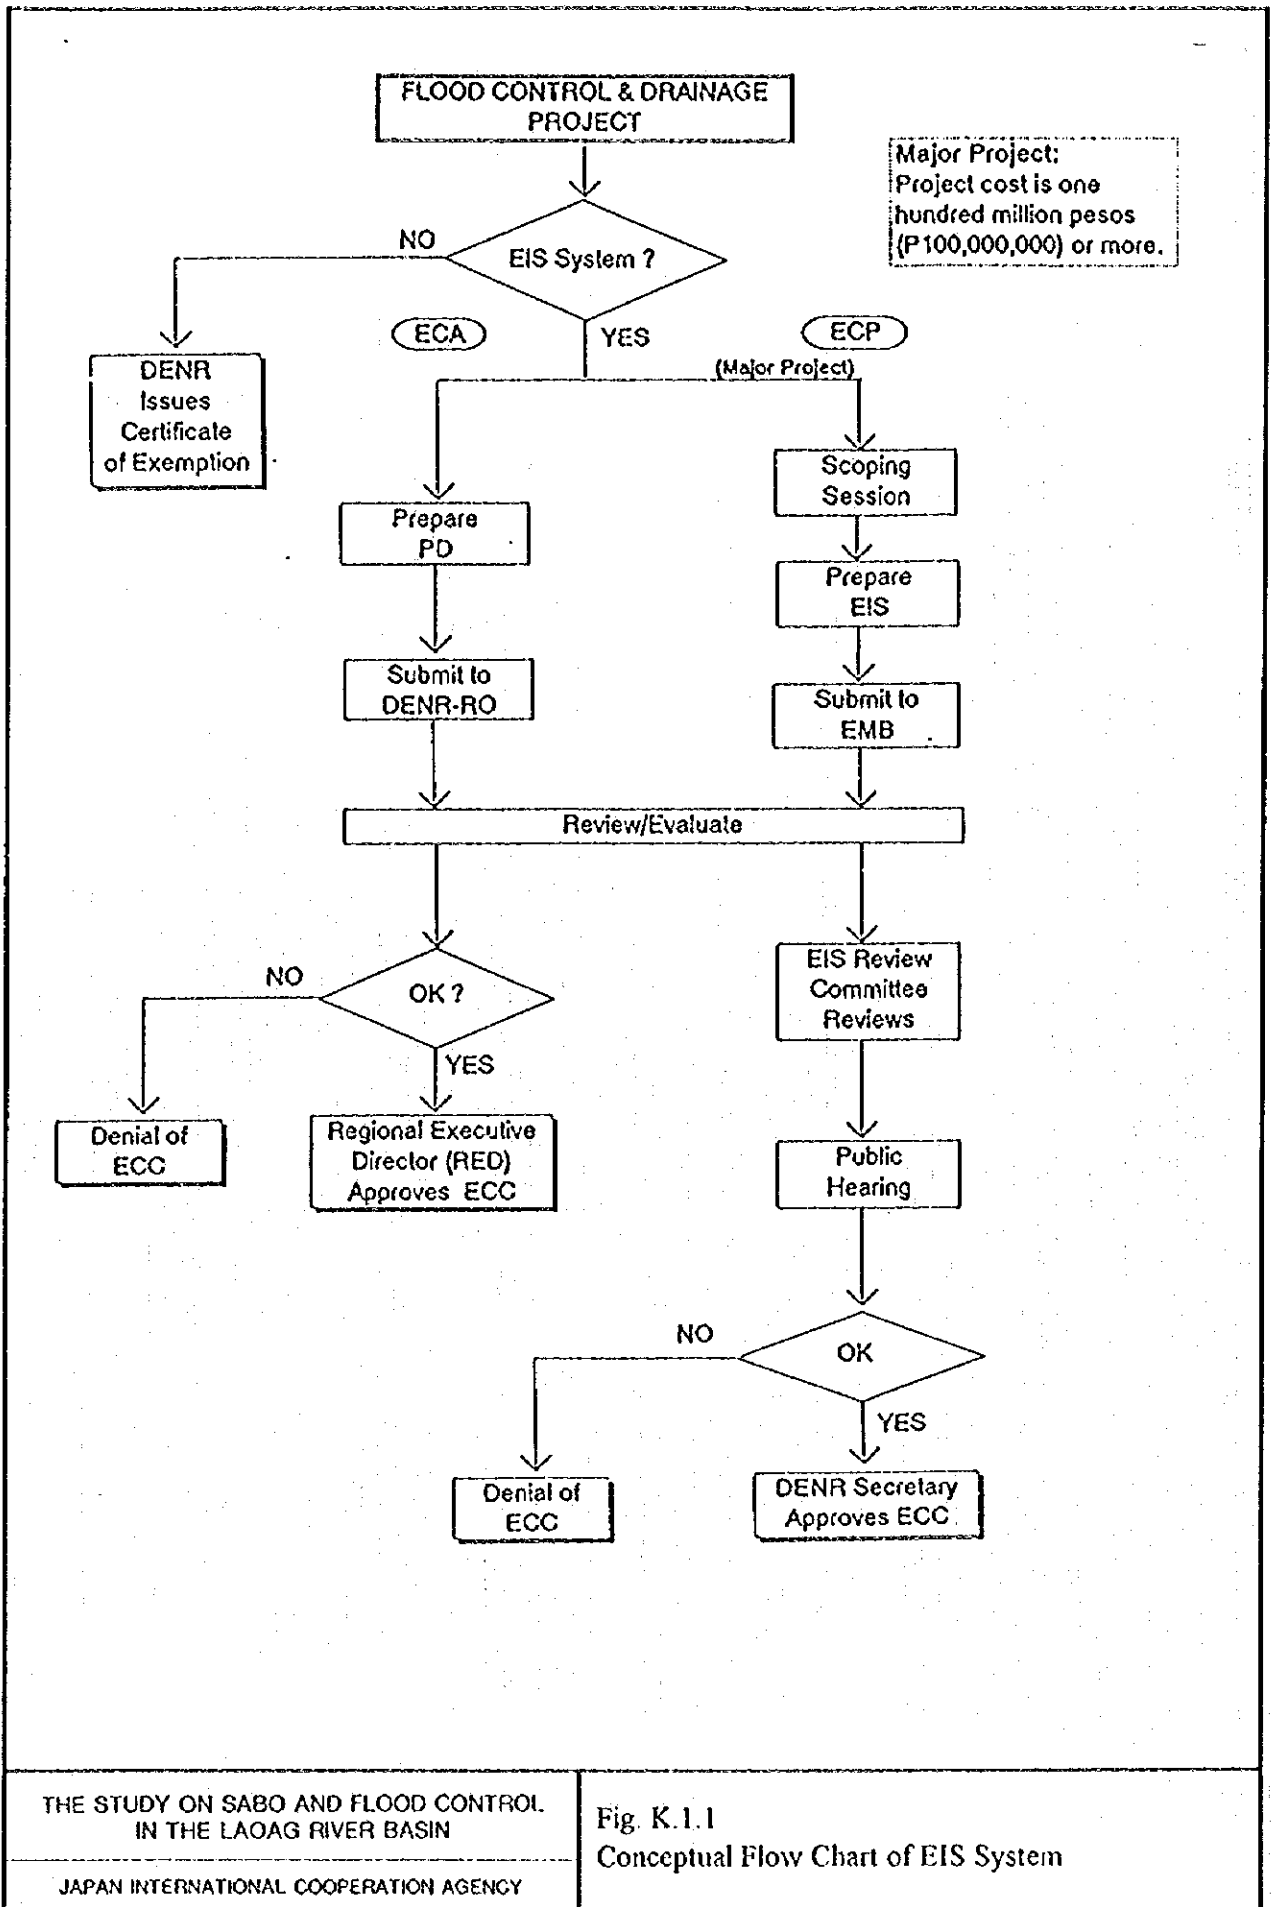 FLOOD CONTROL & DRAINAGE
PROJECT
Major Project:
Project cost is one
hundred million pesos
(P100,000,000) or more.
NO
EIS System ?
ECA
YES
ECP
(Major Project)
DENR
Issues
Certificate
of Exemption
Scoping
Session
Prepare
PD
Prepare
EIS
Submit to
DENR-RO
Submit to
EMB
Review/Evaluate
NO
OK ?
YES
EIS Review
Committee
Reviews
Denial of
ECC
Regional Executive
Director (RED)
Approves ECC
Public
Hearing
NO
OK
YES
Denial of
ECC
DENR Secretary
Approves ECC
THE STUDY ON SABO AND FLOOD CONTROL
IN THE LAOAG RIVER BASIN
JAPAN INTERNATIONAL COOPERATION AGENCY
Fig. K.1.1
Conceptual Flow Chart of EIS System